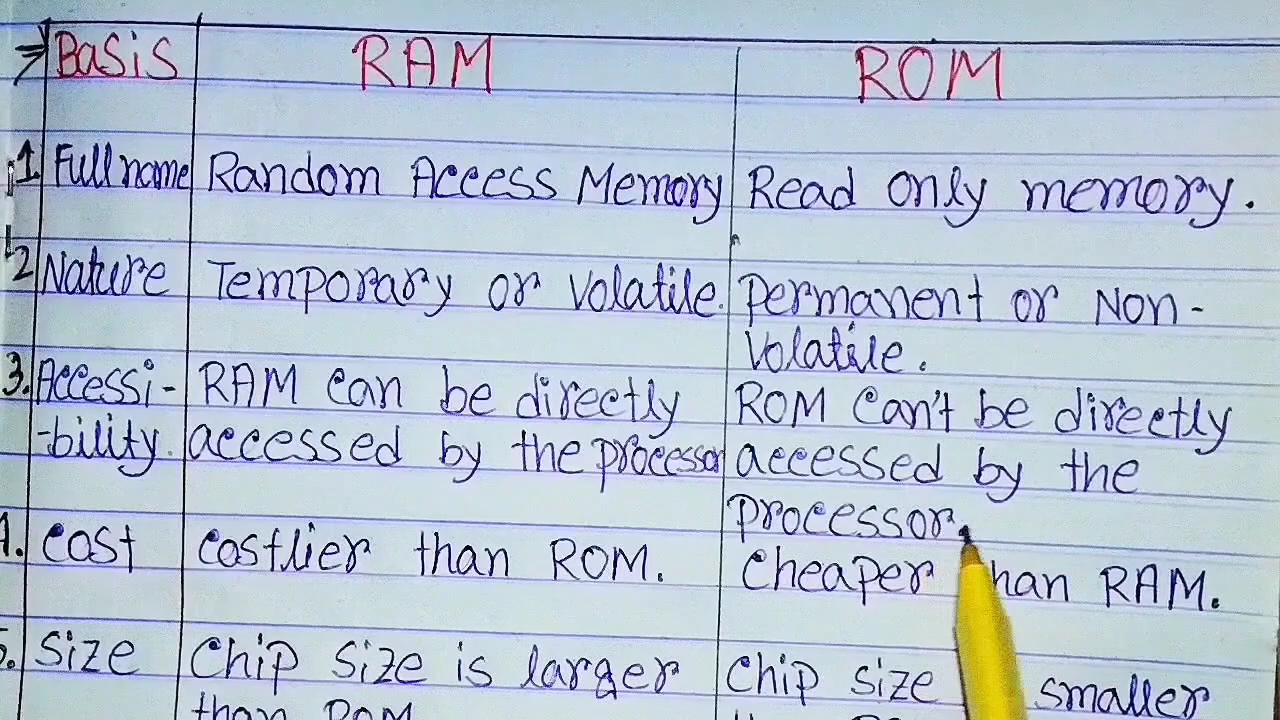 ⇒ Basis RAM ROM
1 Full name Random Access Memory Read only memory.
2 Nature Temporary or volatile. permanent or Non-
volatile.
3. Accessi- RAM can be directly ROM can't be directly
-bility. accessed by the processor accessed by the
processor.
4. cost costlier than ROM. cheaper than RAM.
5. Size Chip size is larger Chip size smaller
than ROM